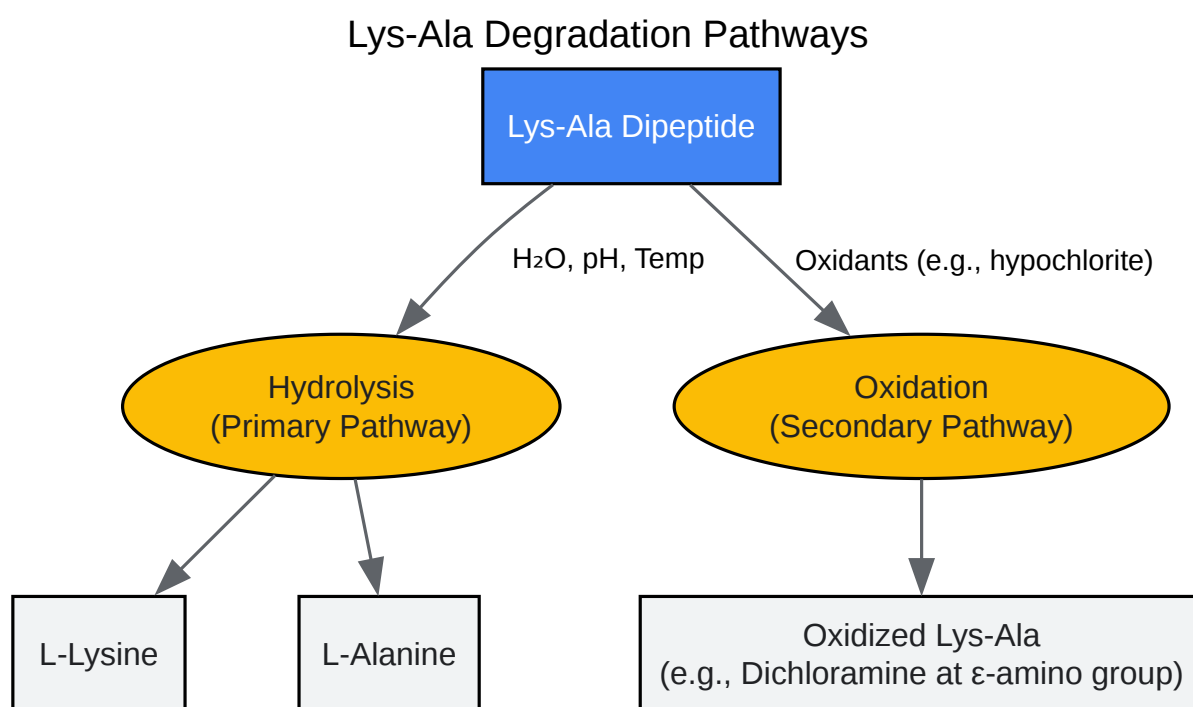 Lys-Ala Degradation Pathways
Lys-Ala Dipeptide
H₂O, pH, Temp
Oxidants (e.g., hypochlorite)
Hydrolysis
(Primary Pathway)
Oxidation
(Secondary Pathway)
L-Lysine
L-Alanine
Oxidized Lys-Ala
(e.g., Dichloramine at ε-amino group)